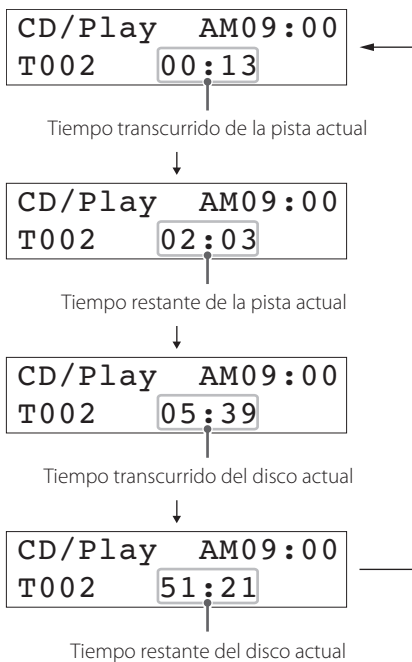 CD/Play AM09:00
T002 00:13
Tiempo transcurrido de la pista actual
CD/Play AM09:00
T002 02:03
Tiempo restante de la pista actual
CD/Play AM09:00
T002 05:39
Tiempo transcurrido del disco actual
CD/Play AM09:00
T002 51:21
Tiempo restante del disco actual